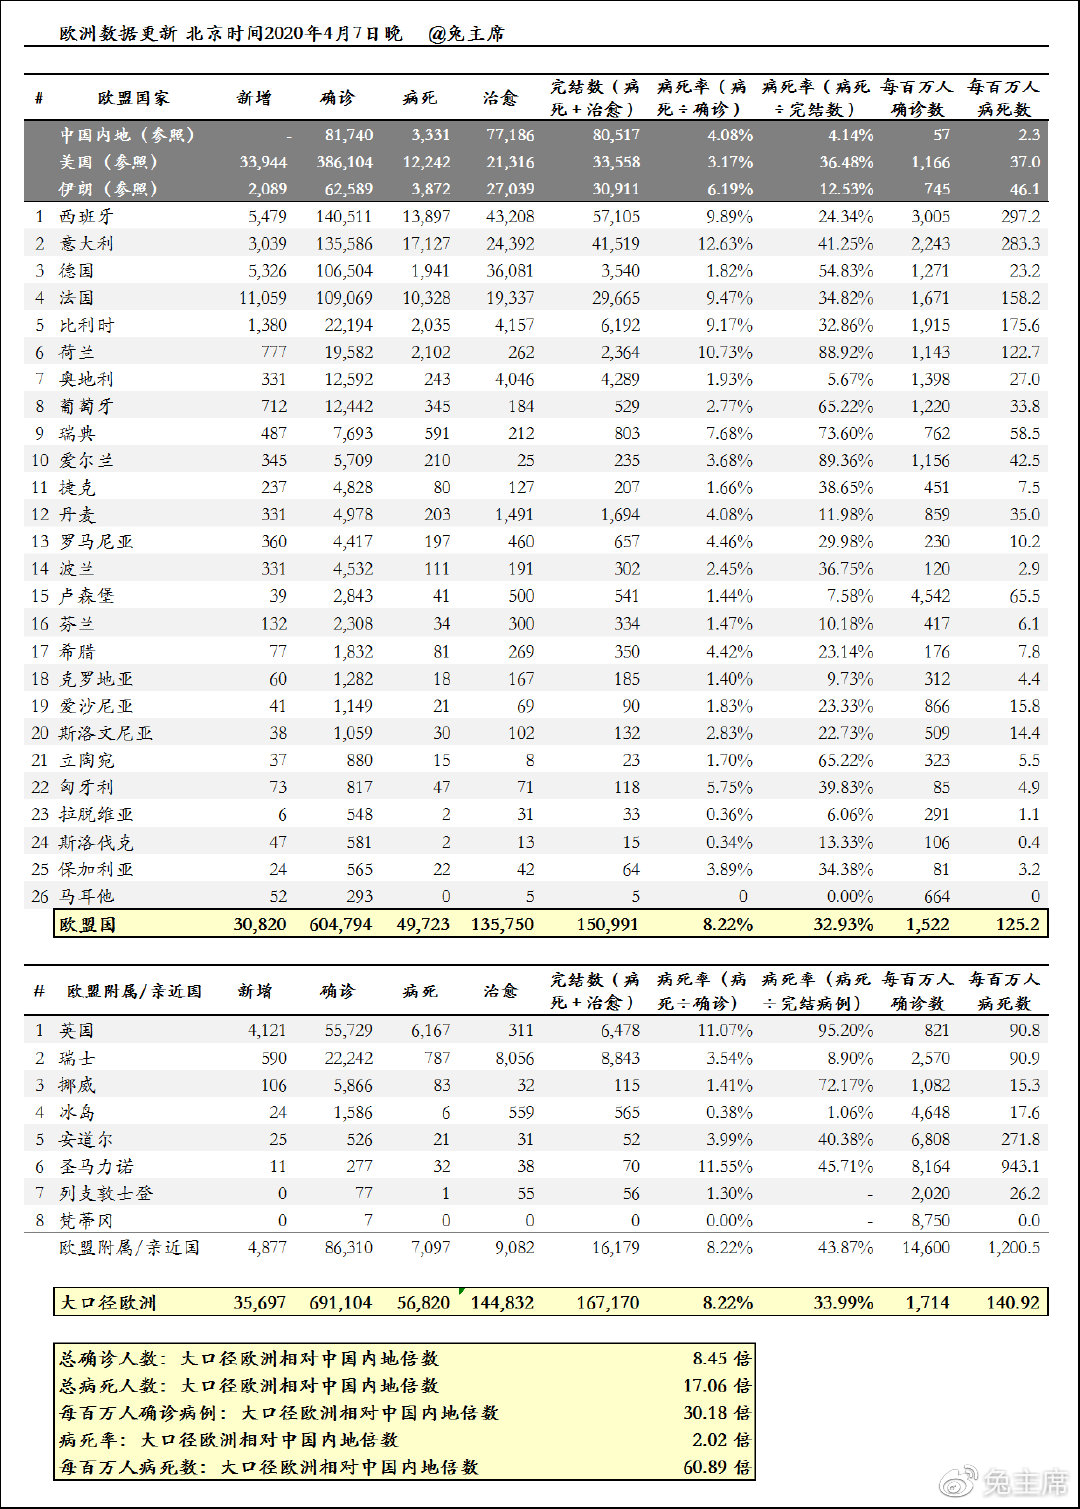 欧洲数据更新 北京时间2020年4月7日晚 @兔主席
# 欧盟国家 新增 确诊 病死 治愈 完结数（病死＋治愈） 病死率（病死÷确诊） 病死率（病死÷完结数） 每百万人确诊数 每百万人病死数
中国内地（参照） - 81,740 3,331 77,186 80,517 4.08% 4.14% 57 2.3
美国（参照） 33,944 386,104 12,242 21,316 33,558 3.17% 36.48% 1,166 37.0
伊朗（参照） 2,089 62,589 3,872 27,039 30,911 6.19% 12.53% 745 46.1
1 西班牙 5,479 140,511 13,897 43,208 57,105 9.89% 24.34% 3,005 297.2
2 意大利 3,039 135,586 17,127 24,392 41,519 12.63% 41.25% 2,243 283.3
3 德国 5,326 106,504 1,941 36,081 3,540 1.82% 54.83% 1,271 23.2
4 法国 11,059 109,069 10,328 19,337 29,665 9.47% 34.82% 1,671 158.2
5 比利时 1,380 22,194 2,035 4,157 6,192 9.17% 32.86% 1,915 175.6
6 荷兰 777 19,582 2,102 262 2,364 10.73% 88.92% 1,143 122.7
7 奥地利 331 12,592 243 4,046 4,289 1.93% 5.67% 1,398 27.0
8 葡萄牙 712 12,442 345 184 529 2.77% 65.22% 1,220 33.8
9 瑞典 487 7,693 591 212 803 7.68% 73.60% 762 58.5
10 爱尔兰 345 5,709 210 25 235 3.68% 89.36% 1,156 42.5
11 捷克 237 4,828 80 127 207 1.66% 38.65% 451 7.5
12 丹麦 331 4,978 203 1,491 1,694 4.08% 11.98% 859 35.0
13 罗马尼亚 360 4,417 197 460 657 4.46% 29.98% 230 10.2
14 波兰 331 4,532 111 191 302 2.45% 36.75% 120 2.9
15 卢森堡 39 2,843 41 500 541 1.44% 7.58% 4,542 65.5
16 芬兰 132 2,308 34 300 334 1.47% 10.18% 417 6.1
17 希腊 77 1,832 81 269 350 4.42% 23.14% 176 7.8
18 克罗地亚 60 1,282 18 167 185 1.40% 9.73% 312 4.4
19 爱沙尼亚 41 1,149 21 69 90 1.83% 23.33% 866 15.8
20 斯洛文尼亚 38 1,059 30 102 132 2.83% 22.73% 509 14.4
21 立陶宛 37 880 15 8 23 1.70% 65.22% 323 5.5
22 匈牙利 73 817 47 71 118 5.75% 39.83% 85 4.9
23 拉脱维亚 6 548 2 31 33 0.36% 6.06% 291 1.1
24 斯洛伐克 47 581 2 13 15 0.34% 13.33% 106 0.4
25 保加利亚 24 565 22 42 64 3.89% 34.38% 81 3.2
26 马耳他 52 293 0 5 5 0 0.00% 664 0
欧盟国 30,820 604,794 49,723 135,750 150,991 8.22% 32.93% 1,522 125.2
# 欧盟附属/亲近国 新增 确诊 病死 治愈 完结数（病死＋治愈） 病死率（病死÷确诊） 病死率（病死÷完结病例） 每百万人确诊数 每百万人病死数
1 英国 4,121 55,729 6,167 311 6,478 11.07% 95.20% 821 90.8
2 瑞士 590 22,242 787 8,056 8,843 3.54% 8.90% 2,570 90.9
3 挪威 106 5,866 83 32 115 1.41% 72.17% 1,082 15.3
4 冰岛 24 1,586 6 559 565 0.38% 1.06% 4,648 17.6
5 安道尔 25 526 21 31 52 3.99% 40.38% 6,808 271.8
6 圣马力诺 11 277 32 38 70 11.55% 45.71% 8,164 943.1
7 列支敦士登 0 77 1 55 56 1.30% - 2,020 26.2
8 梵蒂冈 0 7 0 0 0 0.00% - 8,750 0.0
欧盟附属/亲近国 4,877 86,310 7,097 9,082 16,179 8.22% 43.87% 14,600 1,200.5
大口径欧洲 35,697 691,104 56,820 144,832 167,170 8.22% 33.99% 1,714 140.92
总确诊人数：大口径欧洲相对中国内地倍数 8.45 倍
总病死人数：大口径欧洲相对中国内地倍数 17.06 倍
每百万人确诊病例：大口径欧洲相对中国内地倍数 30.18 倍
病死率：大口径欧洲相对中国内地倍数 2.02 倍
每百万人病死数：大口径欧洲相对中国内地倍数 60.89 倍
兔主席